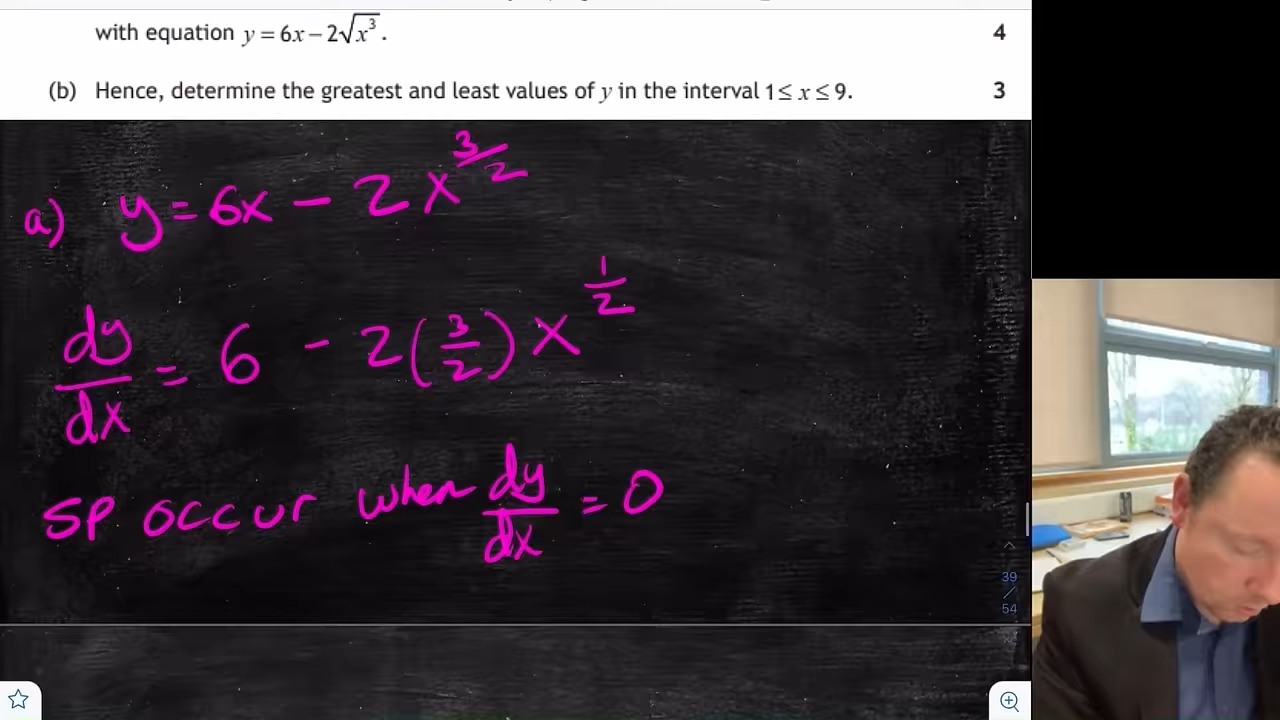 with equation y = 6x − 2√x³. 4
(b) Hence, determine the greatest and least values of y in the interval 1 ≤ x ≤ 9. 3
a) y = 6x − 2x^(3/2)
dy/dx = 6 − 2(3/2)x^(1/2)
SP occur when dy/dx = 0
39
/
54